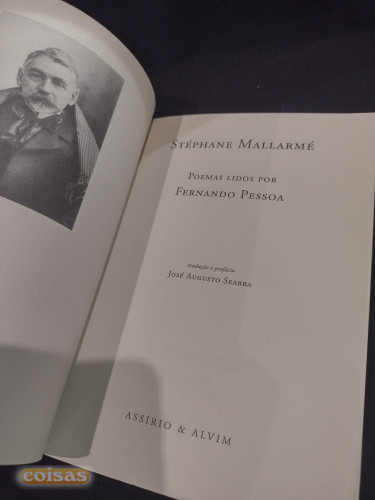 STÉPHANE MALLARMÉ
POEMAS LIDOS POR
FERNANDO PESSOA
tradução e prefácio
JOSÉ AUGUSTO SEABRA
ASSÍRIO & ALVIM
coisas